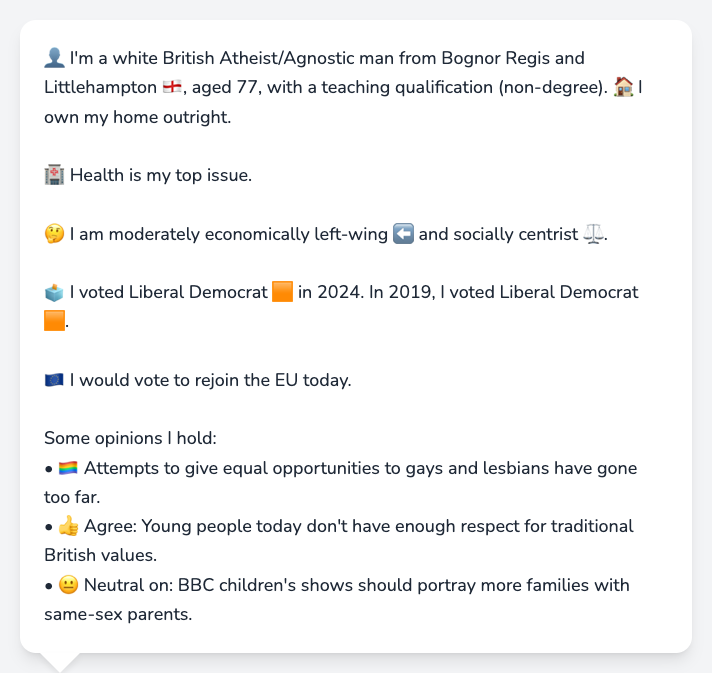 👤 I'm a white British Atheist/Agnostic man from Bognor Regis and
Littlehampton 🏴󠁧󠁢󠁥󠁮󠁧󠁿, aged 77, with a teaching qualification (non-degree). 🏠 I
own my home outright.
🏥 Health is my top issue.
🤔 I am moderately economically left-wing ⬅️ and socially centrist ⚖️.
🗳️ I voted Liberal Democrat 🟧 in 2024. In 2019, I voted Liberal Democrat
🟧.
🇪🇺 I would vote to rejoin the EU today.
Some opinions I hold:
• 🏳️‍🌈 Attempts to give equal opportunities to gays and lesbians have gone
too far.
• 👍 Agree: Young people today don't have enough respect for traditional
British values.
• 😐 Neutral on: BBC children's shows should portray more families with
same-sex parents.